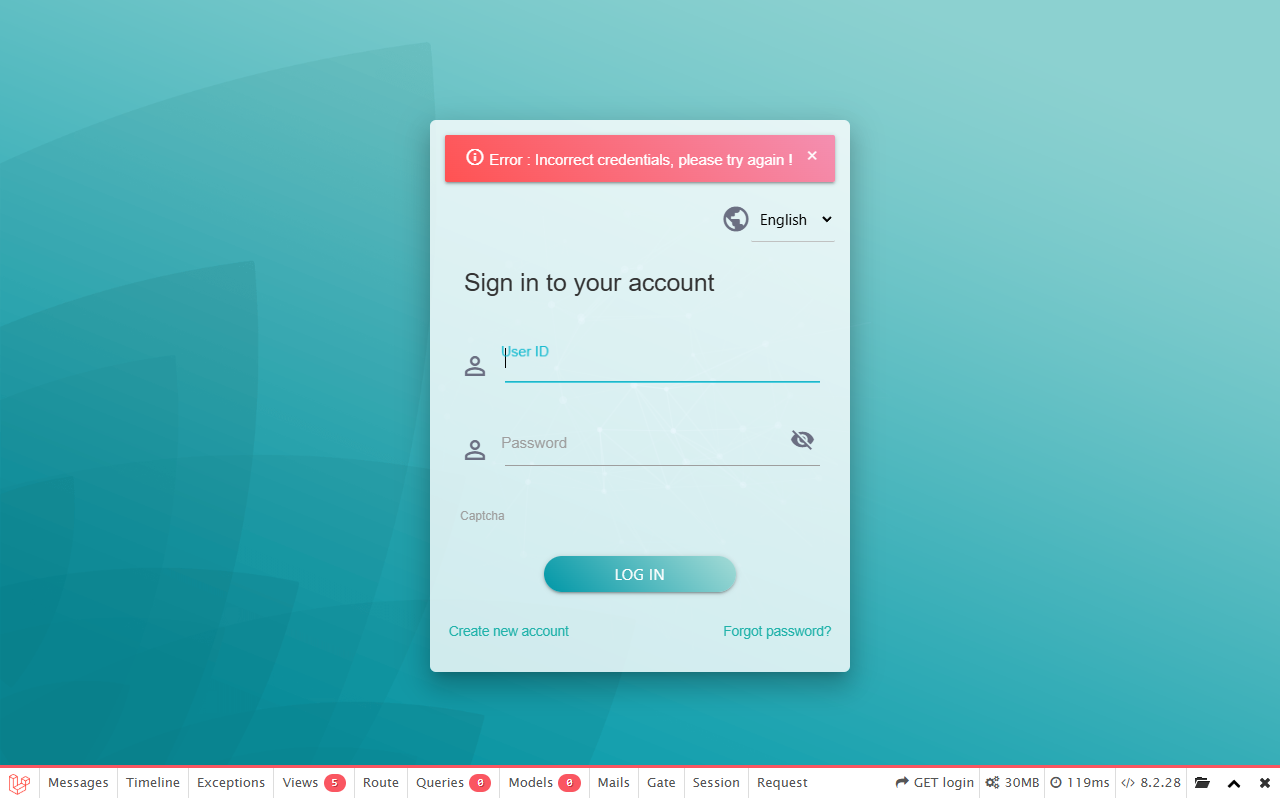 Error : Incorrect credentials, please try again !
English
Sign in to your account
User ID
Password
Captcha
LOG IN
Create new account Forgot password?
Messages Timeline Exceptions Views 5 Route Queries 0 Models 0 Mails Gate Session Request GET login 30MB 119ms 8.2.28